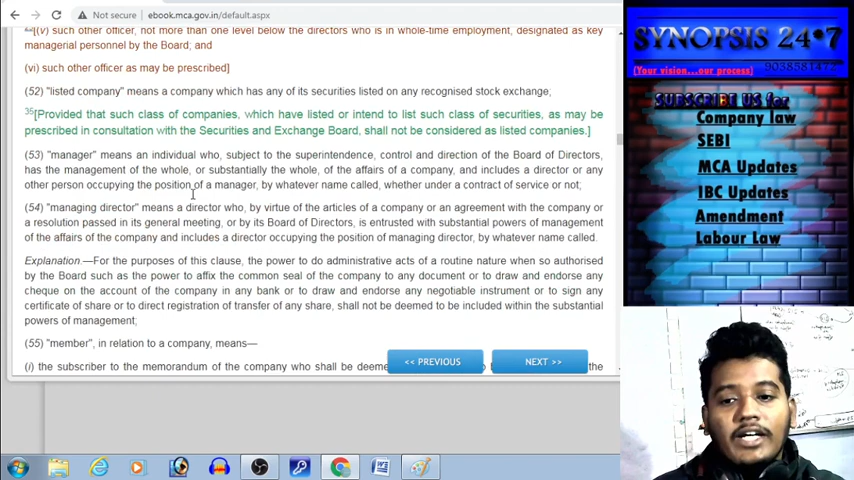 Not secure | ebook.mca.gov.in/default.aspx
[(v) such other officer, not more than one level below the directors who is in whole-time employment, designated as key
managerial personnel by the Board; and
(vi) such other officer as may be prescribed]
(52) "listed company" means a company which has any of its securities listed on any recognised stock exchange;
[Provided that such class of companies, which have listed or intend to list such class of securities, as may be
prescribed in consultation with the Securities and Exchange Board, shall not be considered as listed companies.]
(53) "manager" means an individual who, subject to the superintendence, control and direction of the Board of Directors,
has the management of the whole, or substantially the whole, of the affairs of a company, and includes a director or any
other person occupying the position of a manager, by whatever name called, whether under a contract of service or not;
(54) "managing director" means a director who, by virtue of the articles of a company or an agreement with the company or
a resolution passed in its general meeting, or by its Board of Directors, is entrusted with substantial powers of management
of the affairs of the company and includes a director occupying the position of managing director, by whatever name called.
Explanation.—For the purposes of this clause, the power to do administrative acts of a routine nature when so authorised
by the Board such as the power to affix the common seal of the company to any document or to draw and endorse any
cheque on the account of the company in any bank or to draw and endorse any negotiable instrument or to sign any
certificate of share or to direct registration of transfer of any share, shall not be deemed to be included within the substantial
powers of management;
(55) "member", in relation to a company, means—
(i) the subscriber to the memorandum of the company who shall be deeme the
<< PREVIOUS
NEXT >>
SYNOPSIS 24*7
(Your vision...our process)
9038581477
SUBSCRIBE US for
Company law
SEBI
MCA Updates
IBC Updates
Amendment
Labour Law